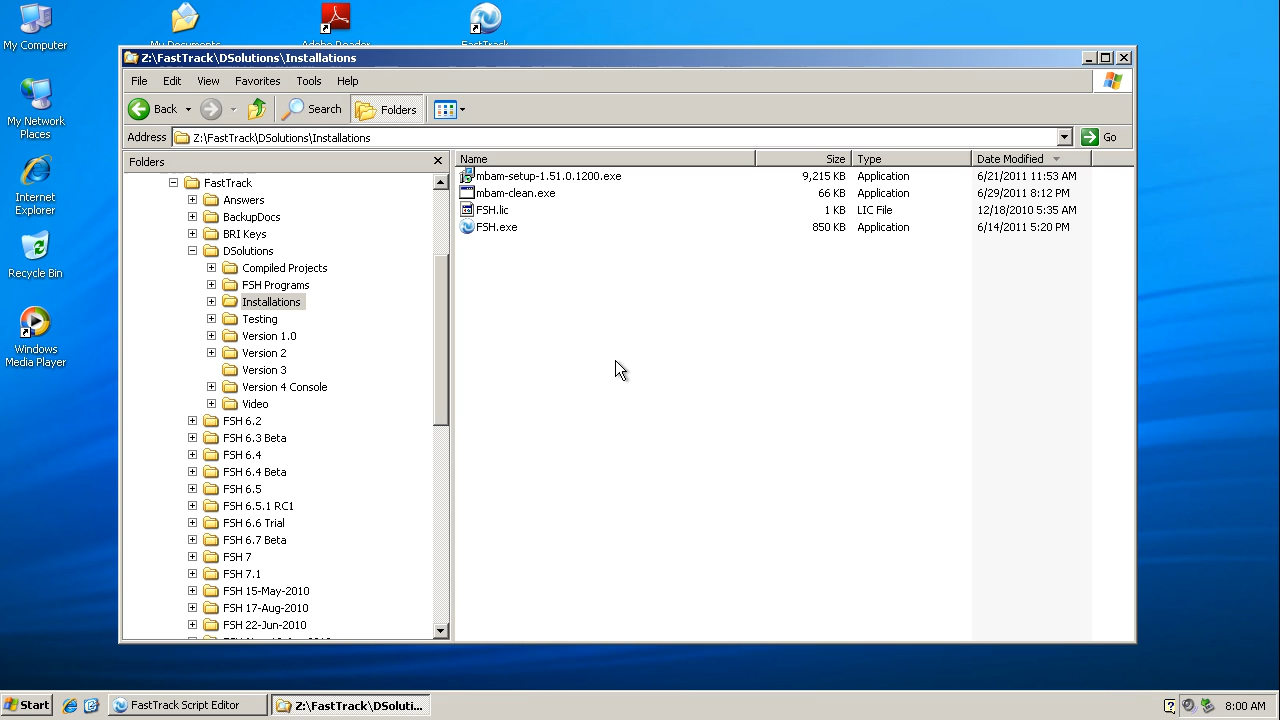 My Computer
My Documents
Adobe Reader
FastTrack
My Network
Places
Internet
Explorer
Recycle Bin
Windows
Media Player
Z:\FastTrack\DSolutions\Installations
File Edit View Favorites Tools Help
Back Search Folders
Address Z:\FastTrack\DSolutions\Installations Go
Folders
FastTrack
Answers
BackupDocs
BRI Keys
DSolutions
Compiled Projects
FSH Programs
Installations
Testing
Version 1.0
Version 2
Version 3
Version 4 Console
Video
FSH 6.2
FSH 6.3 Beta
FSH 6.4
FSH 6.4 Beta
FSH 6.5
FSH 6.5.1 RC1
FSH 6.6 Trial
FSH 6.7 Beta
FSH 7
FSH 7.1
FSH 15-May-2010
FSH 17-Aug-2010
FSH 22-Jun-2010
Name Size Type Date Modified
mbam-setup-1.51.0.1200.exe 9,215 KB Application 6/21/2011 11:53 AM
mbam-clean.exe 66 KB Application 6/29/2011 8:12 PM
FSH.lic 1 KB LIC File 12/18/2010 5:35 AM
FSH.exe 850 KB Application 6/14/2011 5:20 PM
Start FastTrack Script Editor Z:\FastTrack\DSoluti... 8:00 AM